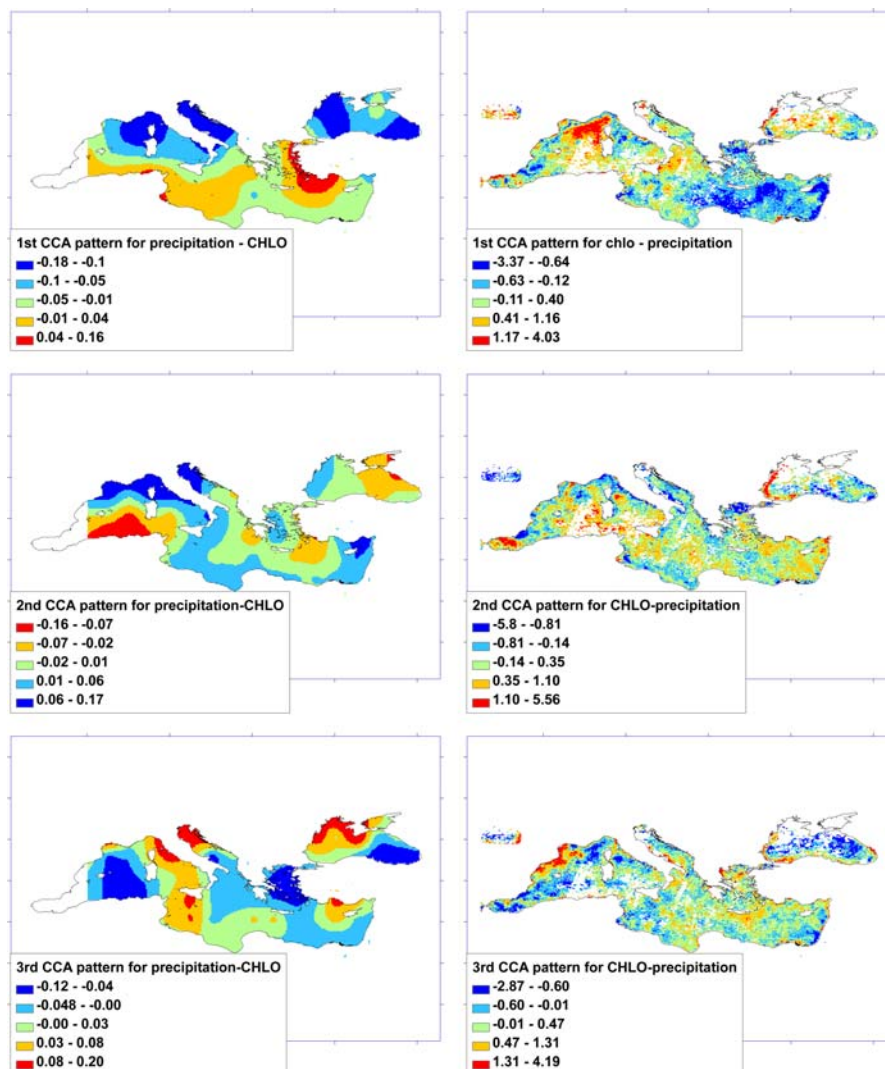 1st CCA pattern for precipitation - CHLO
-0.18 - -0.1
-0.1 - -0.05
-0.05 - -0.01
-0.01 - 0.04
0.04 - 0.16
1st CCA pattern for chlo - precipitation
-3.37 - -0.64
-0.63 - -0.12
-0.11 - 0.40
0.41 - 1.16
1.17 - 4.03
2nd CCA pattern for precipitation-CHLO
-0.16 - -0.07
-0.07 - -0.02
-0.02 - 0.01
0.01 - 0.06
0.06 - 0.17
2nd CCA pattern for CHLO-precipitation
-5.8 - -0.81
-0.81 - -0.14
-0.14 - 0.35
0.35 - 1.10
1.10 - 5.56
3rd CCA pattern for precipitation-CHLO
-0.12 - -0.04
-0.048 - -0.00
-0.00 - 0.03
0.03 - 0.08
0.08 - 0.20
3rd CCA pattern for CHLO-precipitation
-2.87 - -0.60
-0.60 - -0.01
-0.01 - 0.47
0.47 - 1.31
1.31 - 4.19